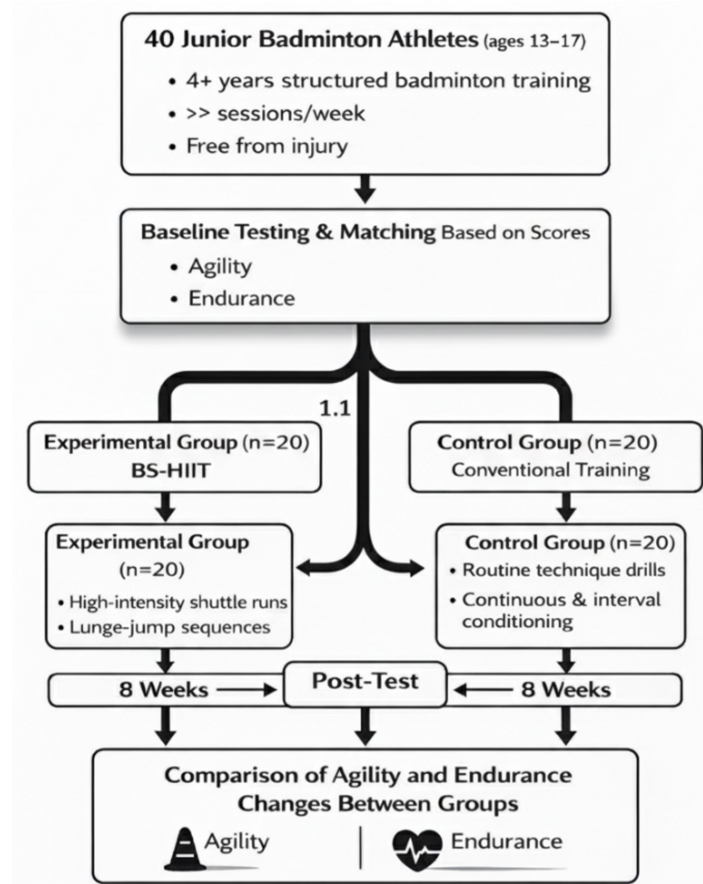 40 Junior Badminton Athletes (ages 13–17)
• 4+ years structured badminton training
• >> sessions/week
• Free from injury
Baseline Testing & Matching Based on Scores
• Agility
• Endurance
1.1
Experimental Group (n=20)
BS-HIIT
Control Group (n=20)
Conventional Training
Experimental Group
(n=20)
• High-intensity shuttle runs
• Lunge-jump sequences
Control Group (n=20)
• Routine technique drills
• Continuous & interval
conditioning
8 Weeks
Post-Test
8 Weeks
Comparison of Agility and Endurance
Changes Between Groups
Agility
Endurance